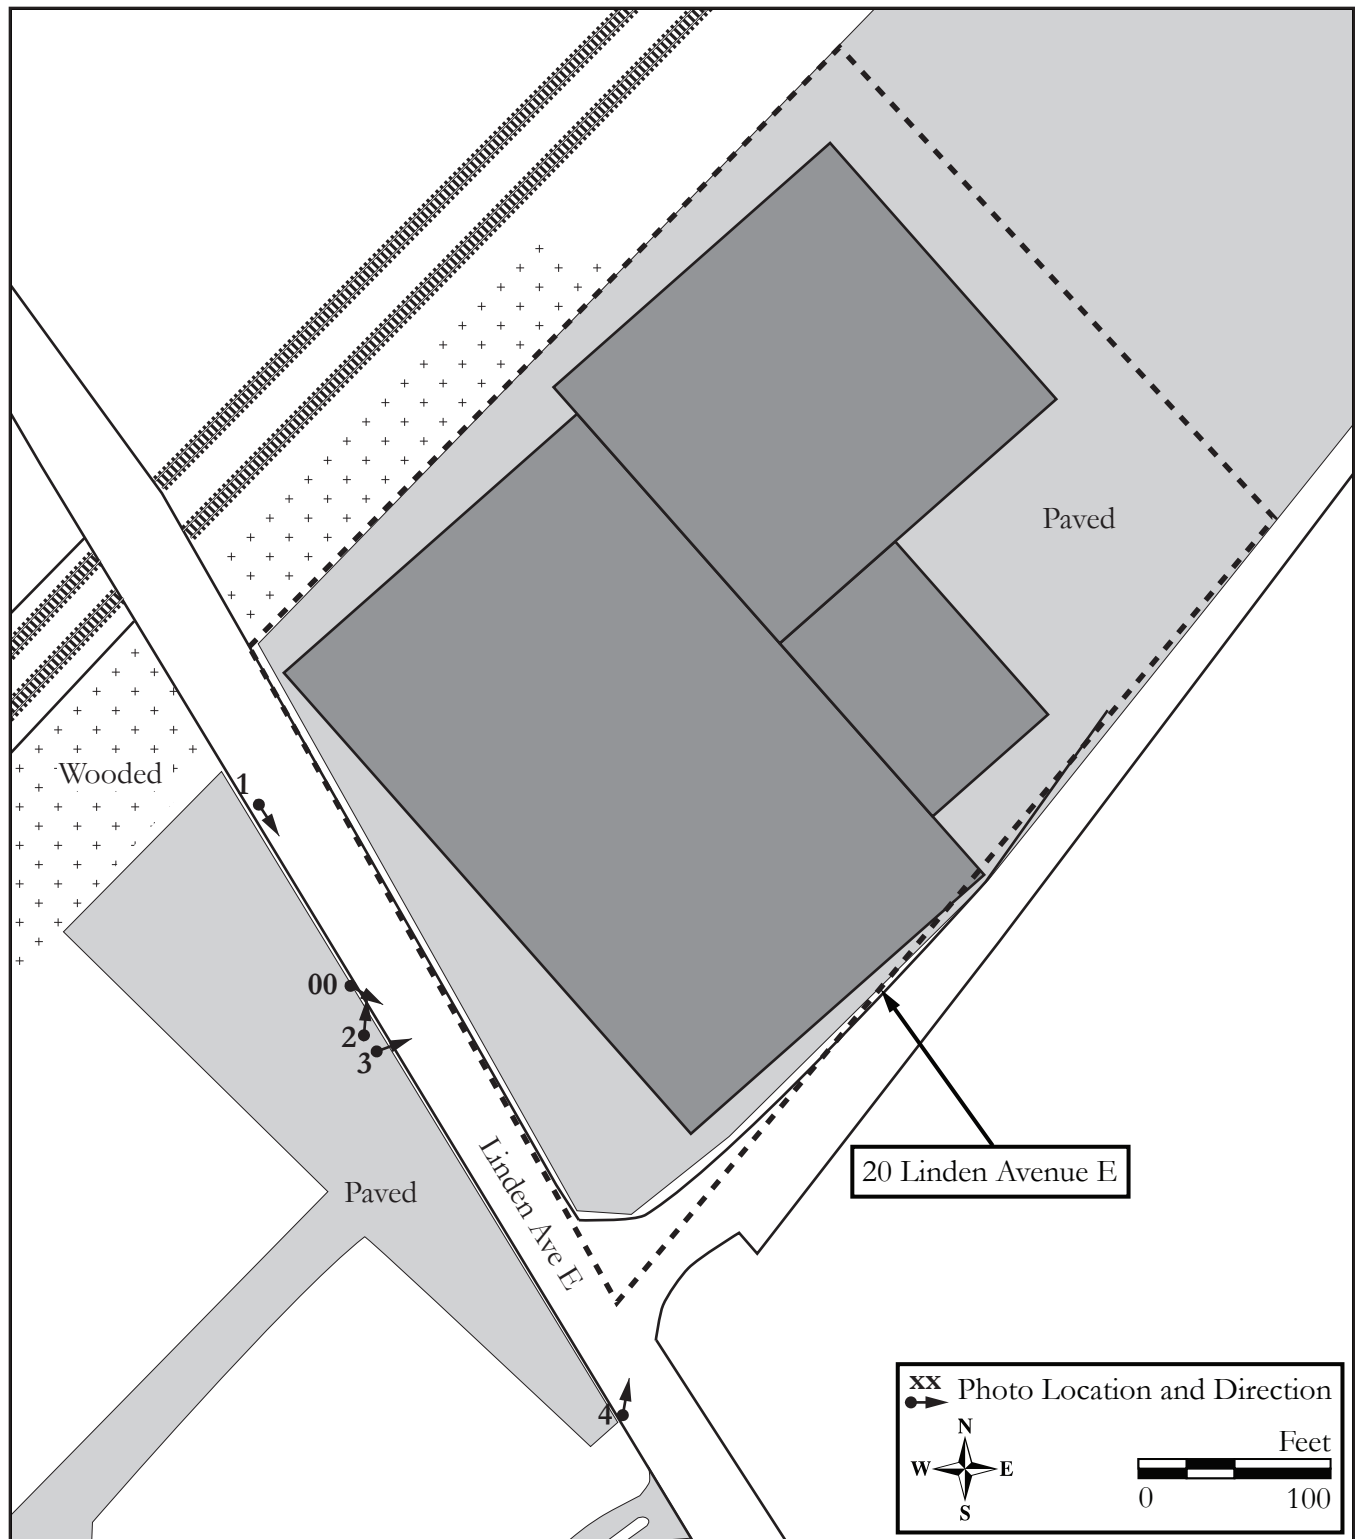 Paved
Wooded
1
00
2
3
Linden Ave E
20 Linden Avenue E
Paved
4
xx Photo Location and Direction
N
W E
S
Feet
0 100